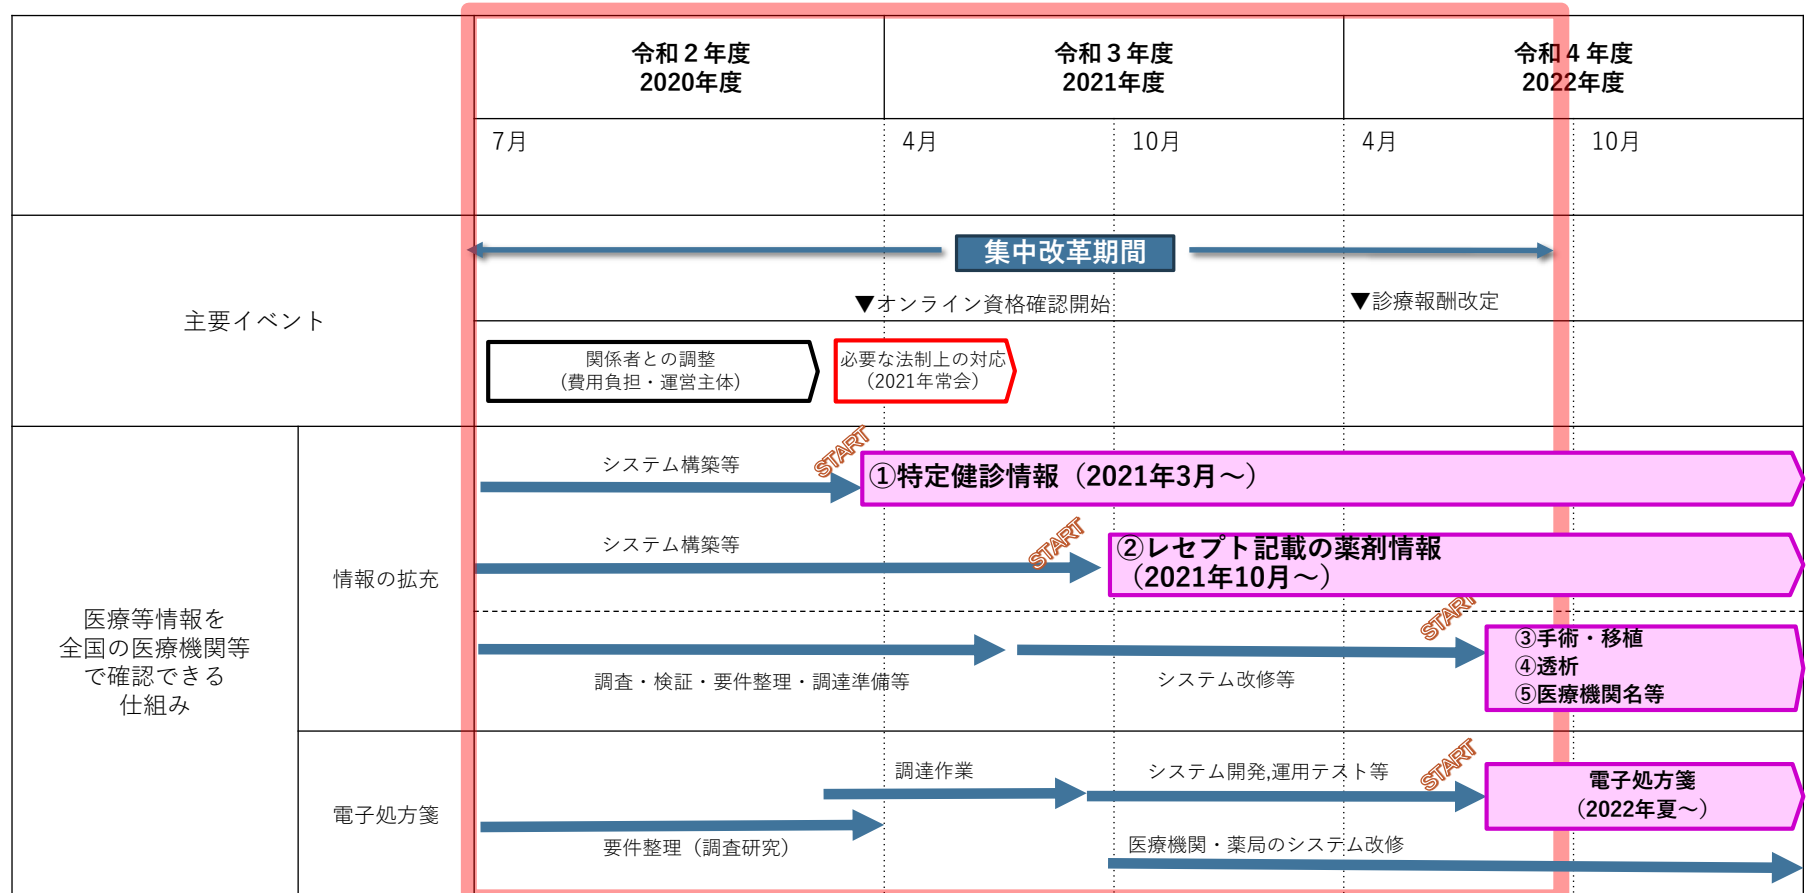 令和２年度
2020年度
令和３年度
2021年度
令和４年度
2022年度
7月
4月
10月
4月
10月
主要イベント
集中改革期間
▼オンライン資格確認開始
▼診療報酬改定
関係者との調整
（費用負担・運営主体）
必要な法制上の対応
（2021年常会）
医療等情報を
全国の医療機関等
で確認できる
仕組み
情報の拡充
システム構築等
START
①特定健診情報（2021年3月～）
システム構築等
START
②レセプト記載の薬剤情報
（2021年10月～）
調査・検証・要件整理・調達準備等
システム改修等
START
③手術・移植
④透析
⑤医療機関名等
電子処方箋
要件整理（調査研究）
調達作業
システム開発,運用テスト等
START
電子処方箋
（2022年夏～）
医療機関・薬局のシステム改修